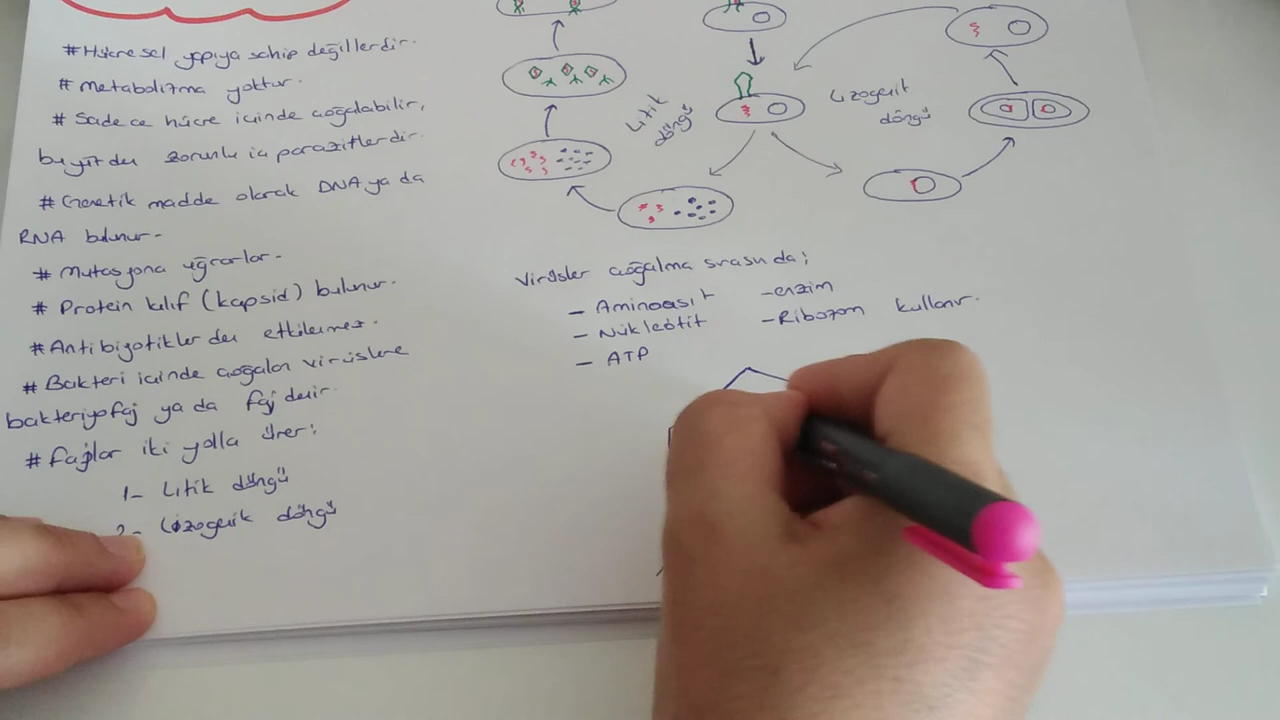 # Hücresel yapıya sahip değillerdir.
# Metabolizma yoktur.
# Sadece hücre içinde çoğalabilir,
bu yüzden zorunlu iç parazitlerdir.
# Genetik madde olarak DNA ya da
RNA bulunur.
# Mutasyona uğrarlar.
# Protein kılıf (kapsid) bulunur.
# Antibiyotikler den etkilenmez.
# Bakteri içinde çoğalan virüslere
bakteriyofaj ya da faj denir.
# Fajlar iki yolla ürer:
1- Litik döngü
2- Lizogenik döngü
Litik
döngü
Lizogenik
döngü
Virüsler çoğalma sırasında;
- Aminoasit
- Nükleotit
- ATP
- enzim
- Ribozom kullanır.